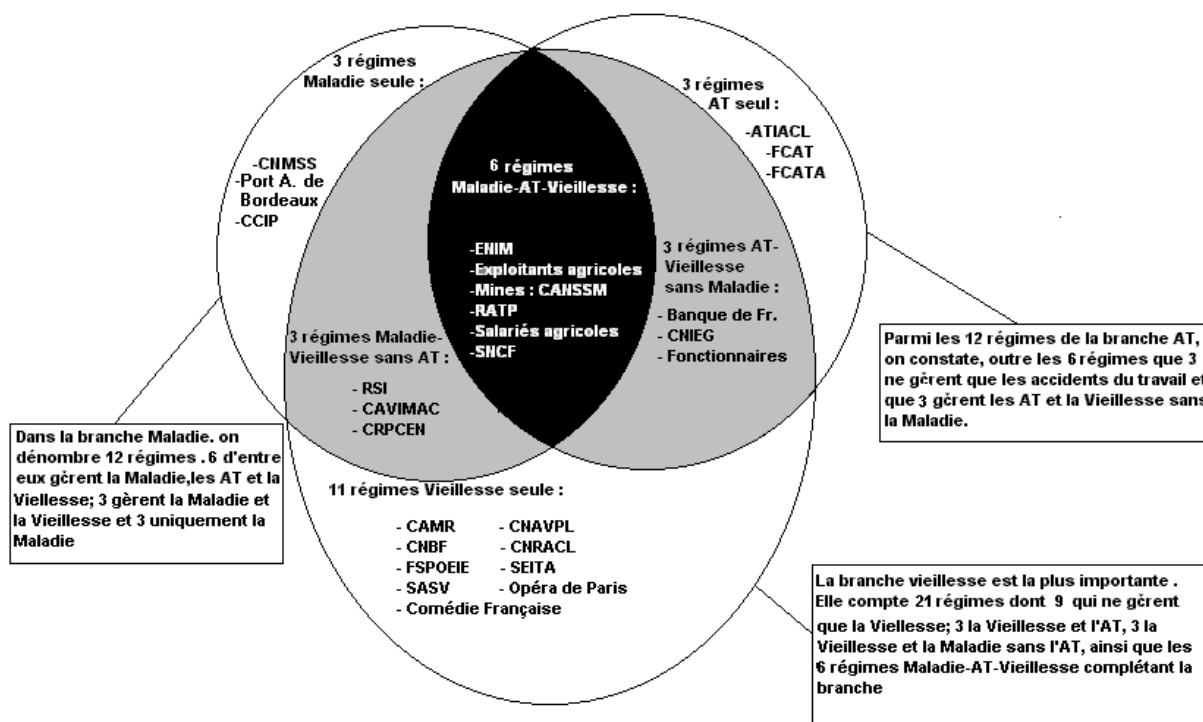 3 régimes
Maladie seule :
-CNMSS
-Port A. de
Bordeaux
-CCIP
3 régimes
AT seul :
-ATIACL
-FCAT
-FCATA
6 régimes
Maladie-AT-Vieillesse :
-ENIM
-Exploitants agricoles
-Mines : CANSSM
-RATP
-Salariés agricoles
-SNCF
3 régimes AT-
Vieillesse
sans Maladie :
- Banque de Fr.
- CNIEG
- Fonctionnaires
3 régimes Maladie-
Vieillesse sans AT :
- RSI
- CAVIMAC
- CRPCEN
11 régimes Vieillesse seule :
- CAMR - CNAVPL
- CNBF - CNRACL
- FSPOEIE - SEITA
- SASV - Opéra de Paris
- Comédie Française
Dans la branche Maladie. on
dénombre 12 régimes . 6 d'entre
eux gčrent la Maladie,les AT et la
Viellesse; 3 gèrent la Maladie et
la Vieillesse et 3 uniquement la
Maladie
Parmi les 12 régimes de la branche AT,
on constate, outre les 6 régimes que 3
ne gčrent que les accidents du travail et
que 3 gčrent les AT et la Vieillesse sans
la Maladie.
La branche vieillesse est la plus importante .
Elle compte 21 régimes dont 9 qui ne gčrent
que la Viellesse; 3 la Vieillesse et l'AT, 3 la
Vieillesse et la Maladie sans l'AT, ainsi que les
6 régimes Maladie-AT-Vieillesse complétant la
branche